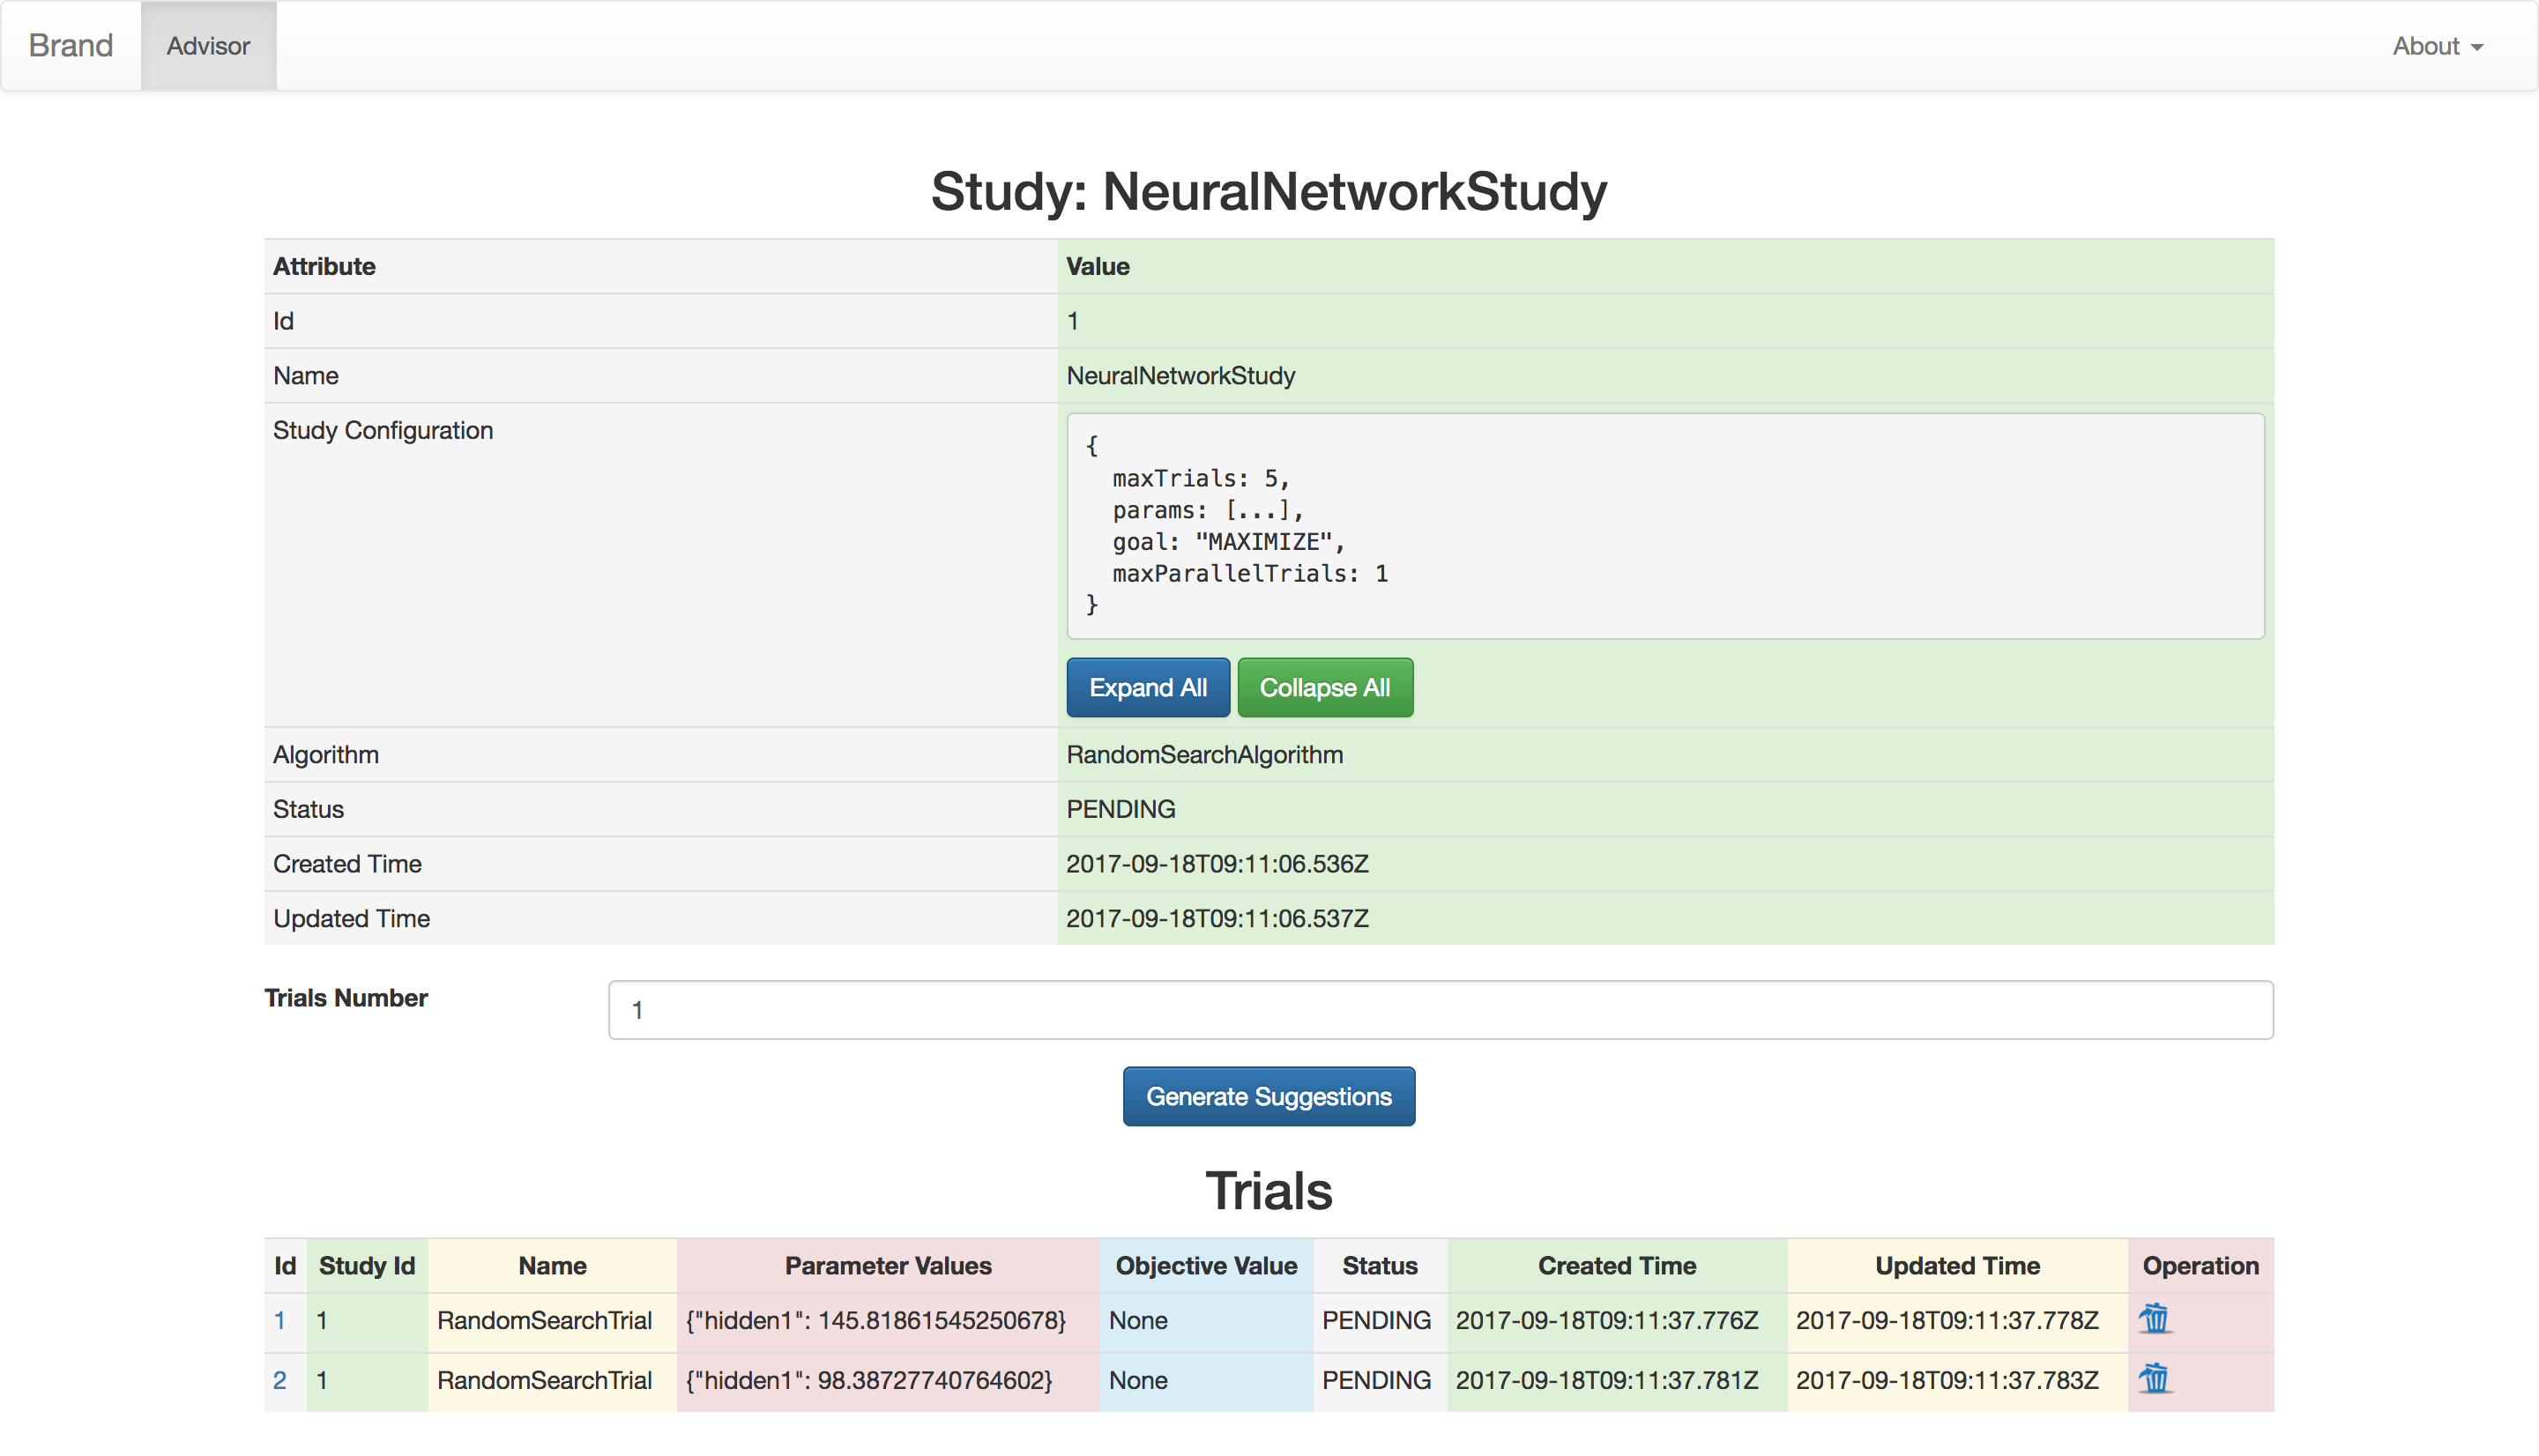 Brand Advisor About
Study: NeuralNetworkStudy
Attribute Value
Id 1
Name NeuralNetworkStudy
Study Configuration
{
maxTrials: 5,
params: [...],
goal: "MAXIMIZE",
maxParallelTrials: 1
}
Expand All Collapse All
Algorithm RandomSearchAlgorithm
Status PENDING
Created Time 2017-09-18T09:11:06.536Z
Updated Time 2017-09-18T09:11:06.537Z
Trials Number 1
Generate Suggestions
Trials
Id Study Id Name Parameter Values Objective Value Status Created Time Updated Time Operation
1 1 RandomSearchTrial {"hidden1": 145.81861545250678} None PENDING 2017-09-18T09:11:37.776Z 2017-09-18T09:11:37.778Z
2 1 RandomSearchTrial {"hidden1": 98.38727740764602} None PENDING 2017-09-18T09:11:37.781Z 2017-09-18T09:11:37.783Z